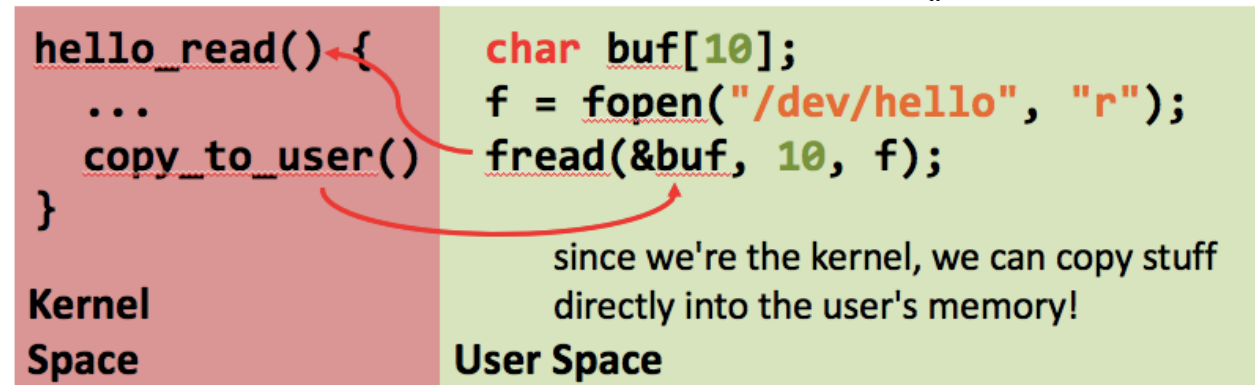 hello_read() {
...
copy_to_user()
}
Kernel
Space
char buf[10];
f = fopen("/dev/hello", "r");
fread(&buf, 10, f);
since we're the kernel, we can copy stuff
directly into the user's memory!
User Space